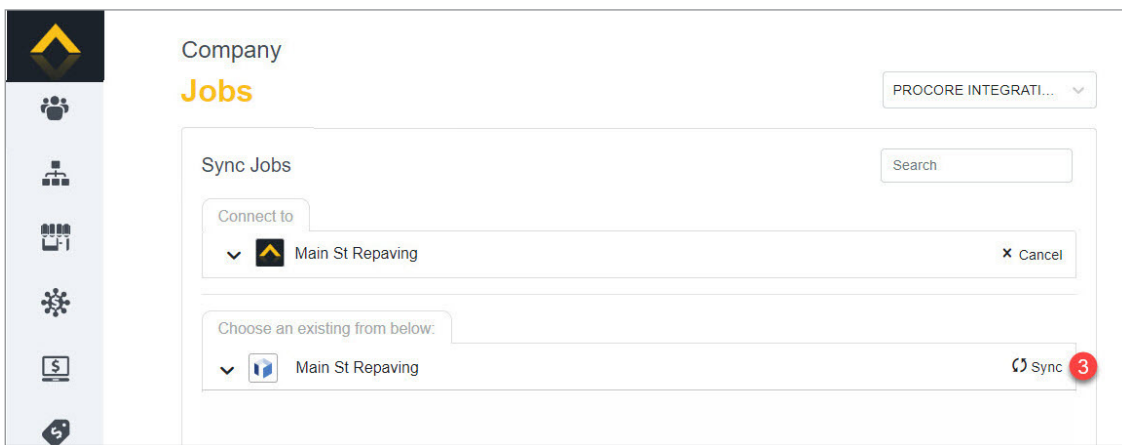 Company
Jobs
PROCORE INTEGRATI...
Sync Jobs
Search
Connect to
Main St Repaving
× Cancel
Choose an existing from below:
Main St Repaving
Sync
3